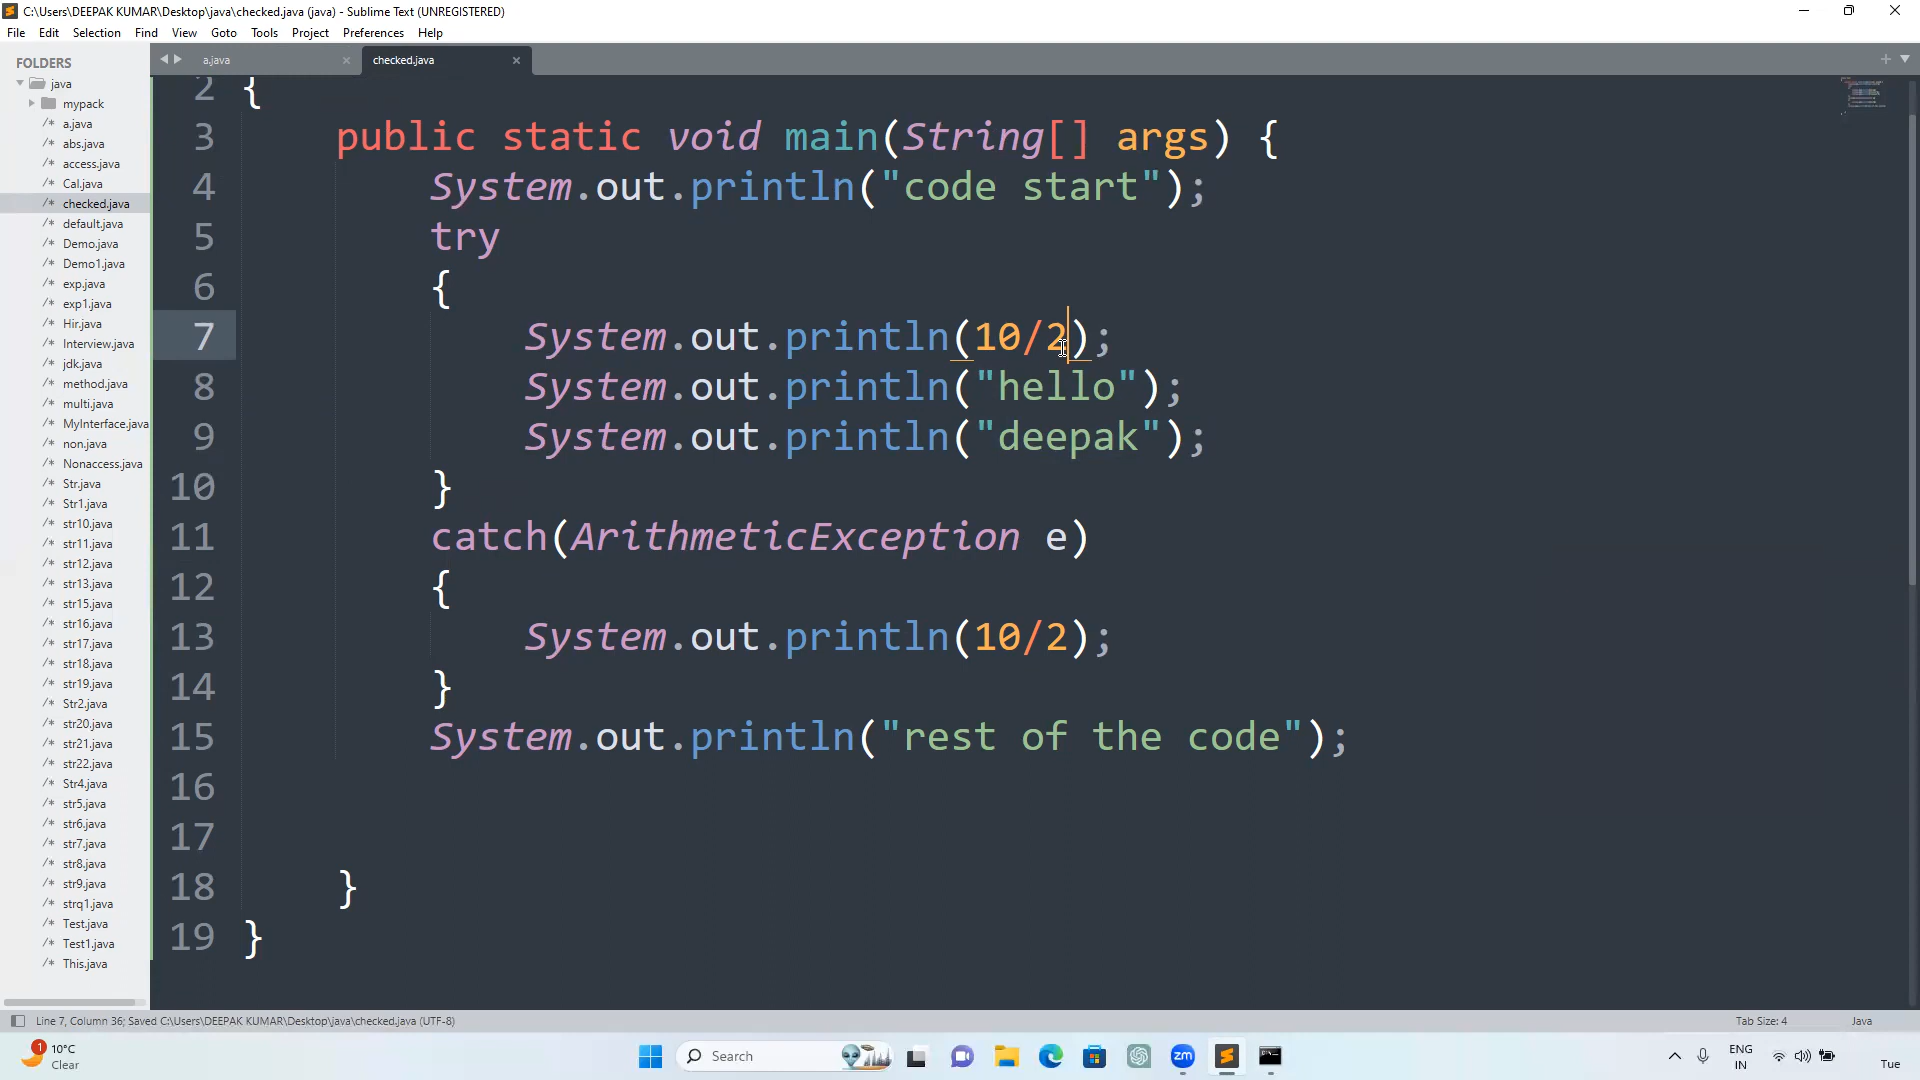 C:\Users\DEEPAK KUMAR\Desktop\java\checked.java (java) - Sublime Text (UNREGISTERED)
File Edit Selection Find View Goto Tools Project Preferences Help
FOLDERS
java
mypack
/* a.java
/* abs.java
/* access.java
/* Cal.java
/* checked.java
/* default.java
/* Demo.java
/* Demo1.java
/* exp.java
/* exp1.java
/* Hir.java
/* Interview.java
/* jdk.java
/* method.java
/* multi.java
/* MyInterface.java
/* non.java
/* Nonaccess.java
/* Str.java
/* Str1.java
/* str10.java
/* str11.java
/* str12.java
/* str13.java
/* str15.java
/* str16.java
/* str17.java
/* str18.java
/* str19.java
/* Str2.java
/* str20.java
/* str21.java
/* str22.java
/* Str4.java
/* str5.java
/* str6.java
/* str7.java
/* str8.java
/* str9.java
/* strq1.java
/* Test.java
/* Test1.java
/* This.java
a.java checked.java
2 {
3 public static void main(String[] args) {
4 System.out.println("code start");
5 try
6 {
7 System.out.println(10/2);
8 System.out.println("hello");
9 System.out.println("deepak");
10 }
11 catch(ArithmeticException e)
12 {
13 System.out.println(10/2);
14 }
15 System.out.println("rest of the code");
16
17
18 }
19 }
Line 7, Column 36; Saved C:\Users\DEEPAK KUMAR\Desktop\java\checked.java (UTF-8) Tab Size: 4 Java
1
10°C
Clear
Search
zm
ENG
IN
Tue